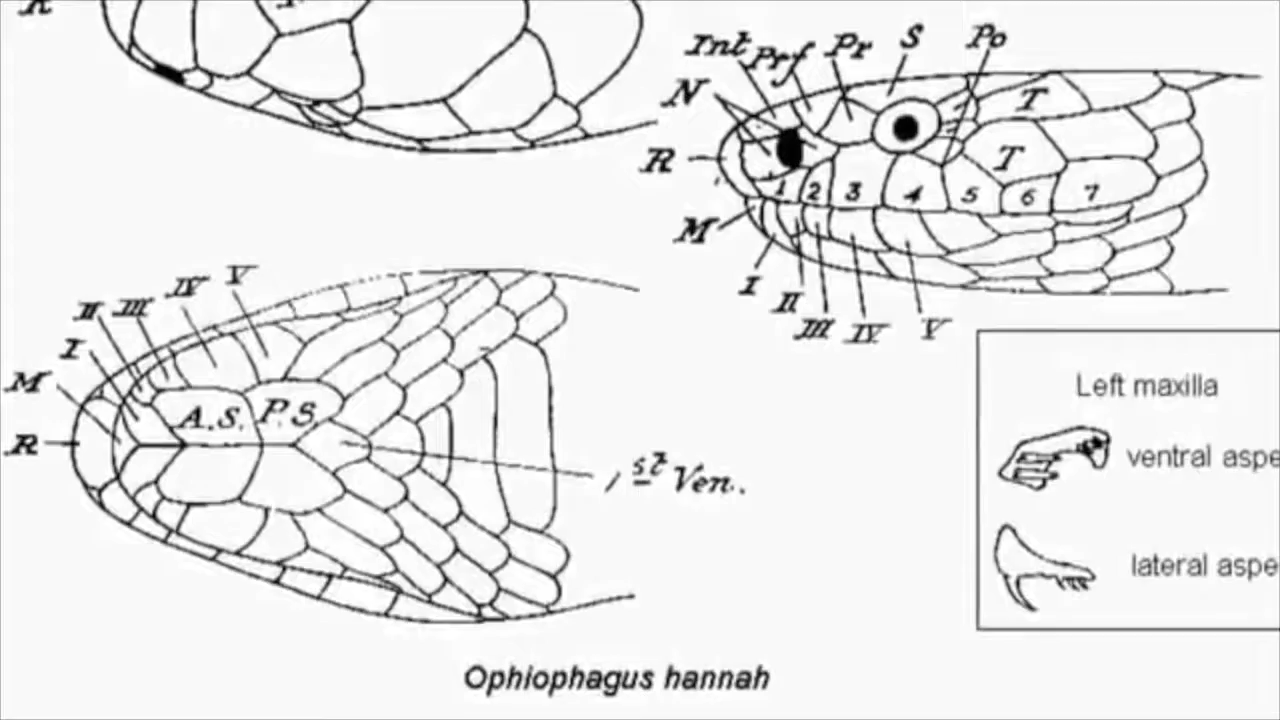 Int Prf Pr S Po
N
T
T
R
1 2 3 4 5 6 7
M
I II III IV V
II III IV V
I
M
A.S. P.S.
R
1st Ven.
Left maxilla
ventral aspe
lateral aspe
Ophiophagus hannah